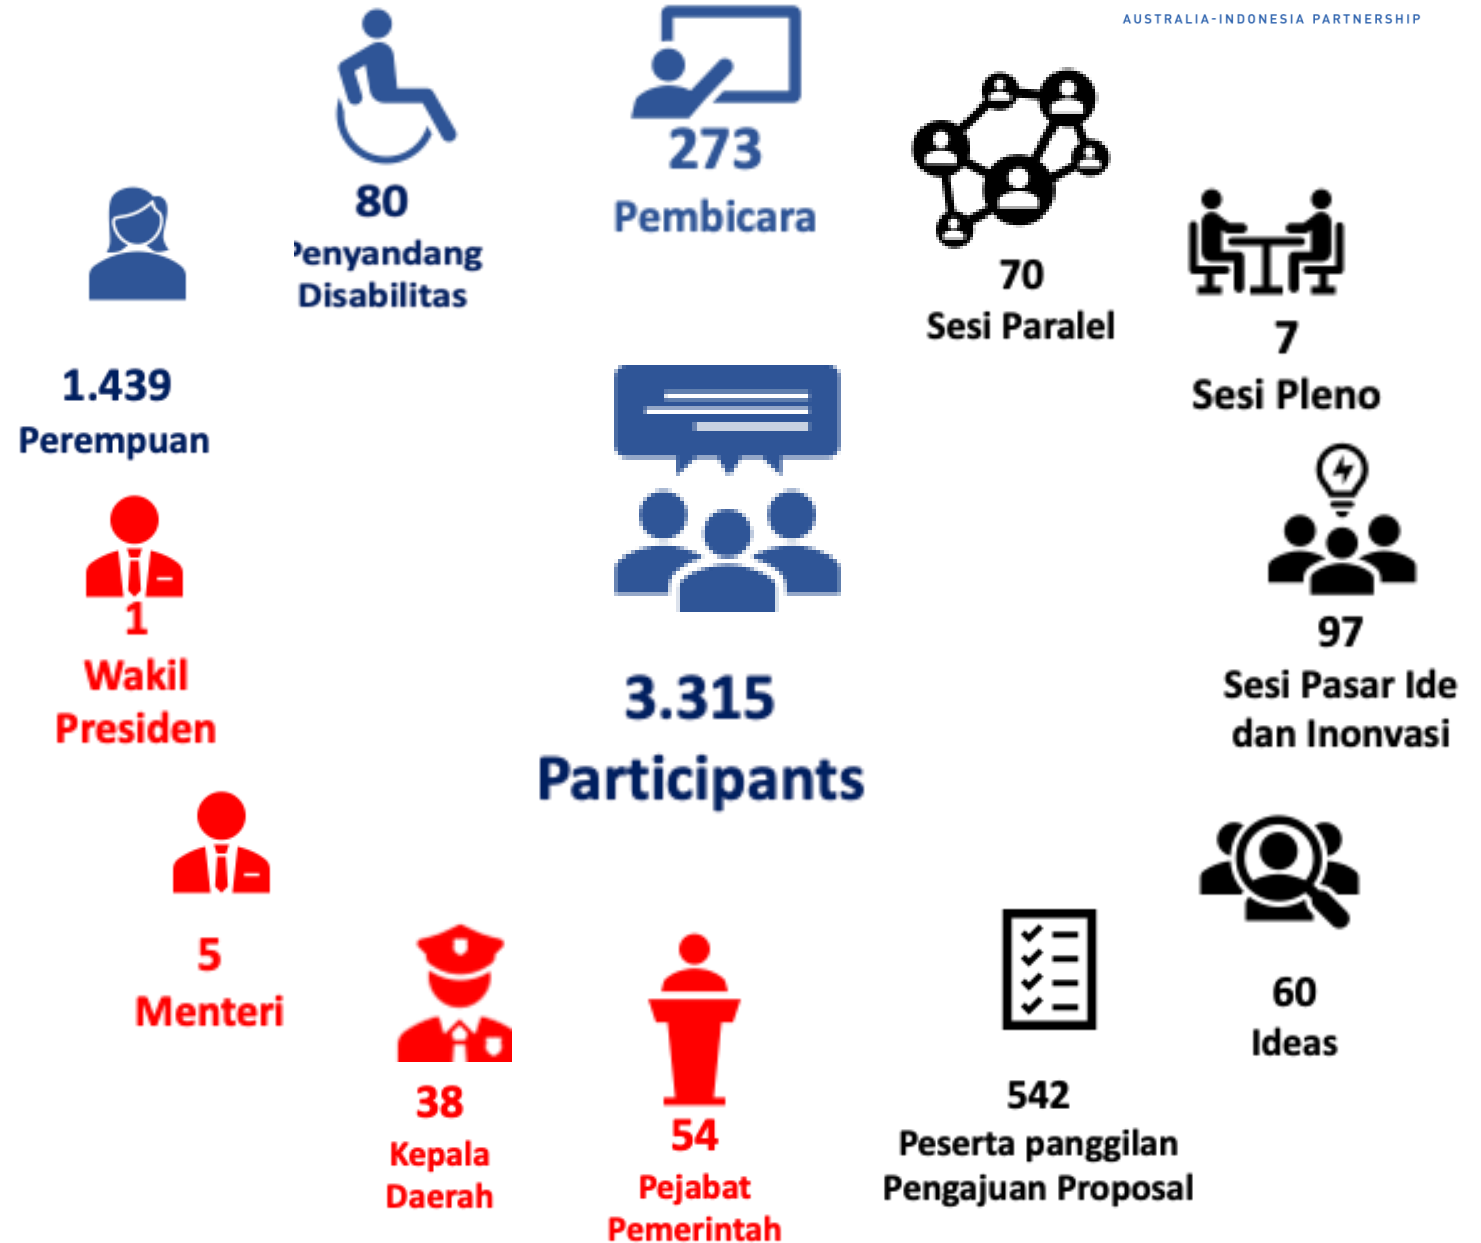 AUSTRALIA-INDONESIA PARTNERSHIP
80
Penyandang
Disabilitas
273
Pembicara
70
Sesi Paralel
7
Sesi Pleno
1.439
Perempuan
97
Sesi Pasar Ide
dan Inonvasi
1
Wakil
Presiden
3.315
Participants
5
Menteri
60
Ideas
38
Kepala
Daerah
54
Pejabat
Pemerintah
542
Peserta panggilan
Pengajuan Proposal